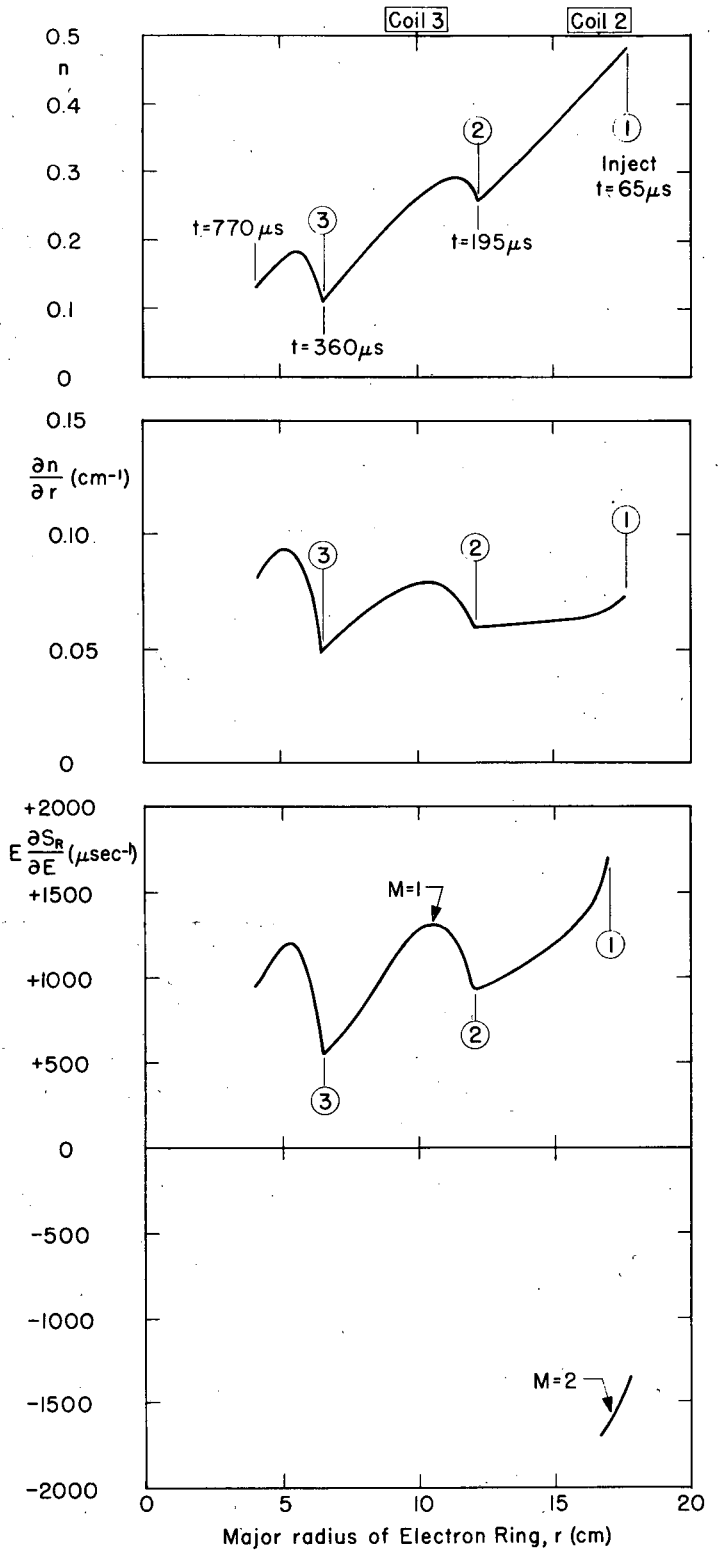 Coil 3 Coil 2
0.5
n
0.4
0.3
0.2
0.1
0
①
Inject
t=65μs
②
t=195μs
③
t=360μs
t=770μs
0.15
∂n/∂r (cm⁻¹)
0.10
0.05
0
③
②
①
+2000
E ∂S_R/∂E (μsec⁻¹)
+1500
+1000
+500
0
-500
-1000
-1500
-2000
M=1
①
②
③
M=2
0 5 10 15 20
Major radius of Electron Ring, r (cm)